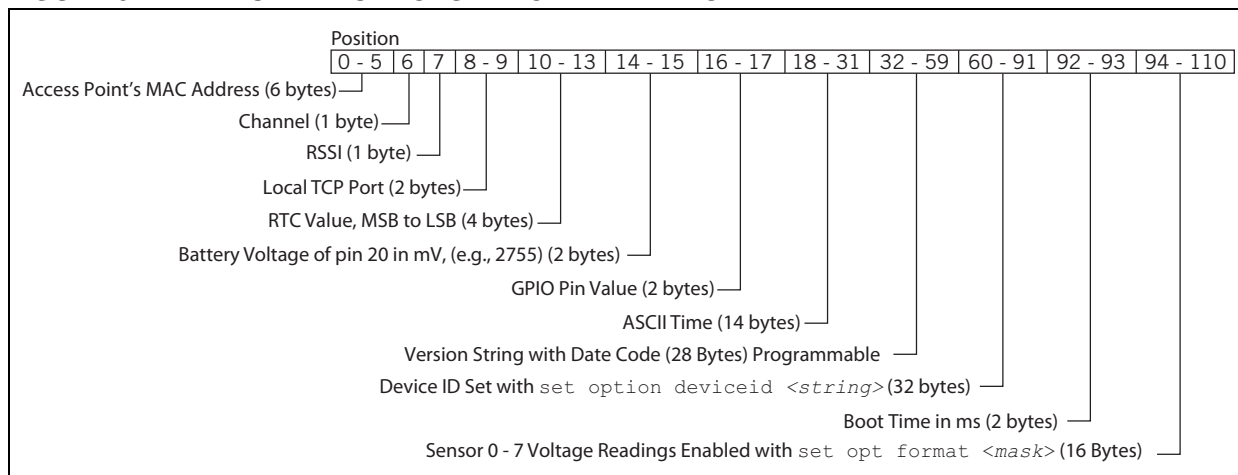 Position
0 - 5 6 7 8 - 9 10 - 13 14 - 15 16 - 17 18 - 31 32 - 59 60 - 91 92 - 93 94 - 110
Access Point's MAC Address (6 bytes)
Channel (1 byte)
RSSI (1 byte)
Local TCP Port (2 bytes)
RTC Value, MSB to LSB (4 bytes)
Battery Voltage of pin 20 in mV, (e.g., 2755) (2 bytes)
GPIO Pin Value (2 bytes)
ASCII Time (14 bytes)
Version String with Date Code (28 Bytes) Programmable
Device ID Set with set option deviceid <string> (32 bytes)
Boot Time in ms (2 bytes)
Sensor 0 - 7 Voltage Readings Enabled with set opt format <mask> (16 Bytes)